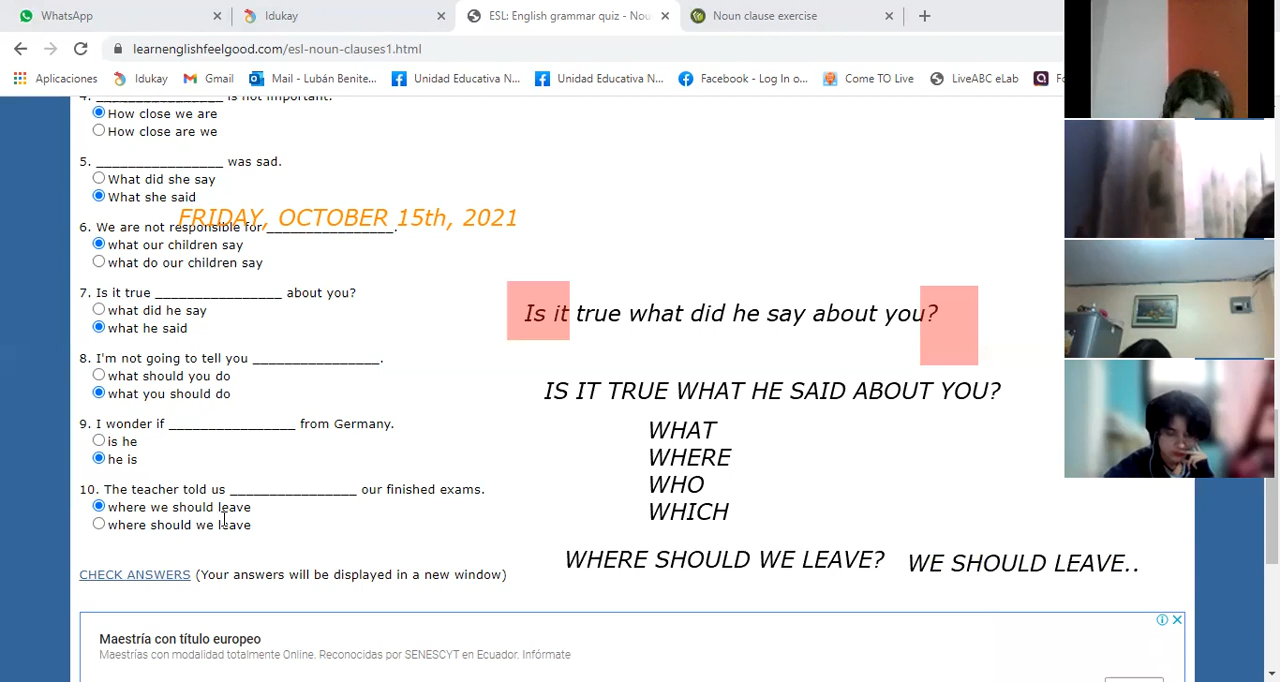 WhatsApp
Idukay
ESL: English grammar quiz - Nou
Noun clause exercise
learnenglishfeelgood.com/esl-noun-clauses1.html
Aplicaciones
Idukay
Gmail
Mail - Lubán Benite...
Unidad Educativa N...
Unidad Educativa N...
Facebook - Log In o...
Come TO Live
LiveABC eLab
4. ________________ is not important.
How close we are
How close are we
5. ________________ was sad.
What did she say
What she said
FRIDAY, OCTOBER 15th, 2021
6. We are not responsible for ________________.
what our children say
what do our children say
7. Is it true ________________ about you?
what did he say
what he said
Is it true what did he say about you?
8. I'm not going to tell you ________________.
what should you do
what you should do
IS IT TRUE WHAT HE SAID ABOUT YOU?
WHAT
WHERE
WHO
WHICH
9. I wonder if ________________ from Germany.
is he
he is
10. The teacher told us ________________ our finished exams.
where we should leave
where should we leave
WHERE SHOULD WE LEAVE?
WE SHOULD LEAVE..
CHECK ANSWERS (Your answers will be displayed in a new window)
Maestría con título europeo
Maestrías con modalidad totalmente Online. Reconocidas por SENESCYT en Ecuador. Infórmate